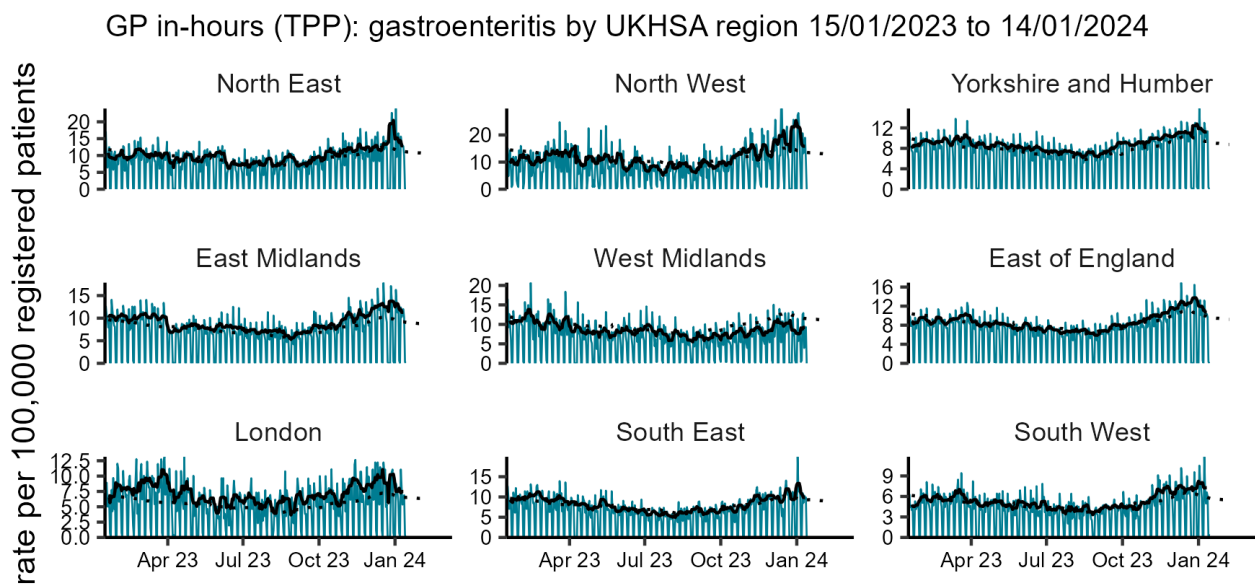 GP in-hours (TPP): gastroenteritis by UKHSA region 15/01/2023 to 14/01/2024
rate per 100,000 registered patients
North East
North West
Yorkshire and Humber
20
15
10
5
0
20
10
0
12
8
4
0
East Midlands
West Midlands
East of England
15
10
5
0
20
15
10
5
0
16
12
8
4
0
London
South East
South West
12.5
10.0
7.5
5.0
2.5
0.0
15
10
5
0
9
6
3
0
Apr 23 Jul 23 Oct 23 Jan 24
Apr 23 Jul 23 Oct 23 Jan 24
Apr 23 Jul 23 Oct 23 Jan 24